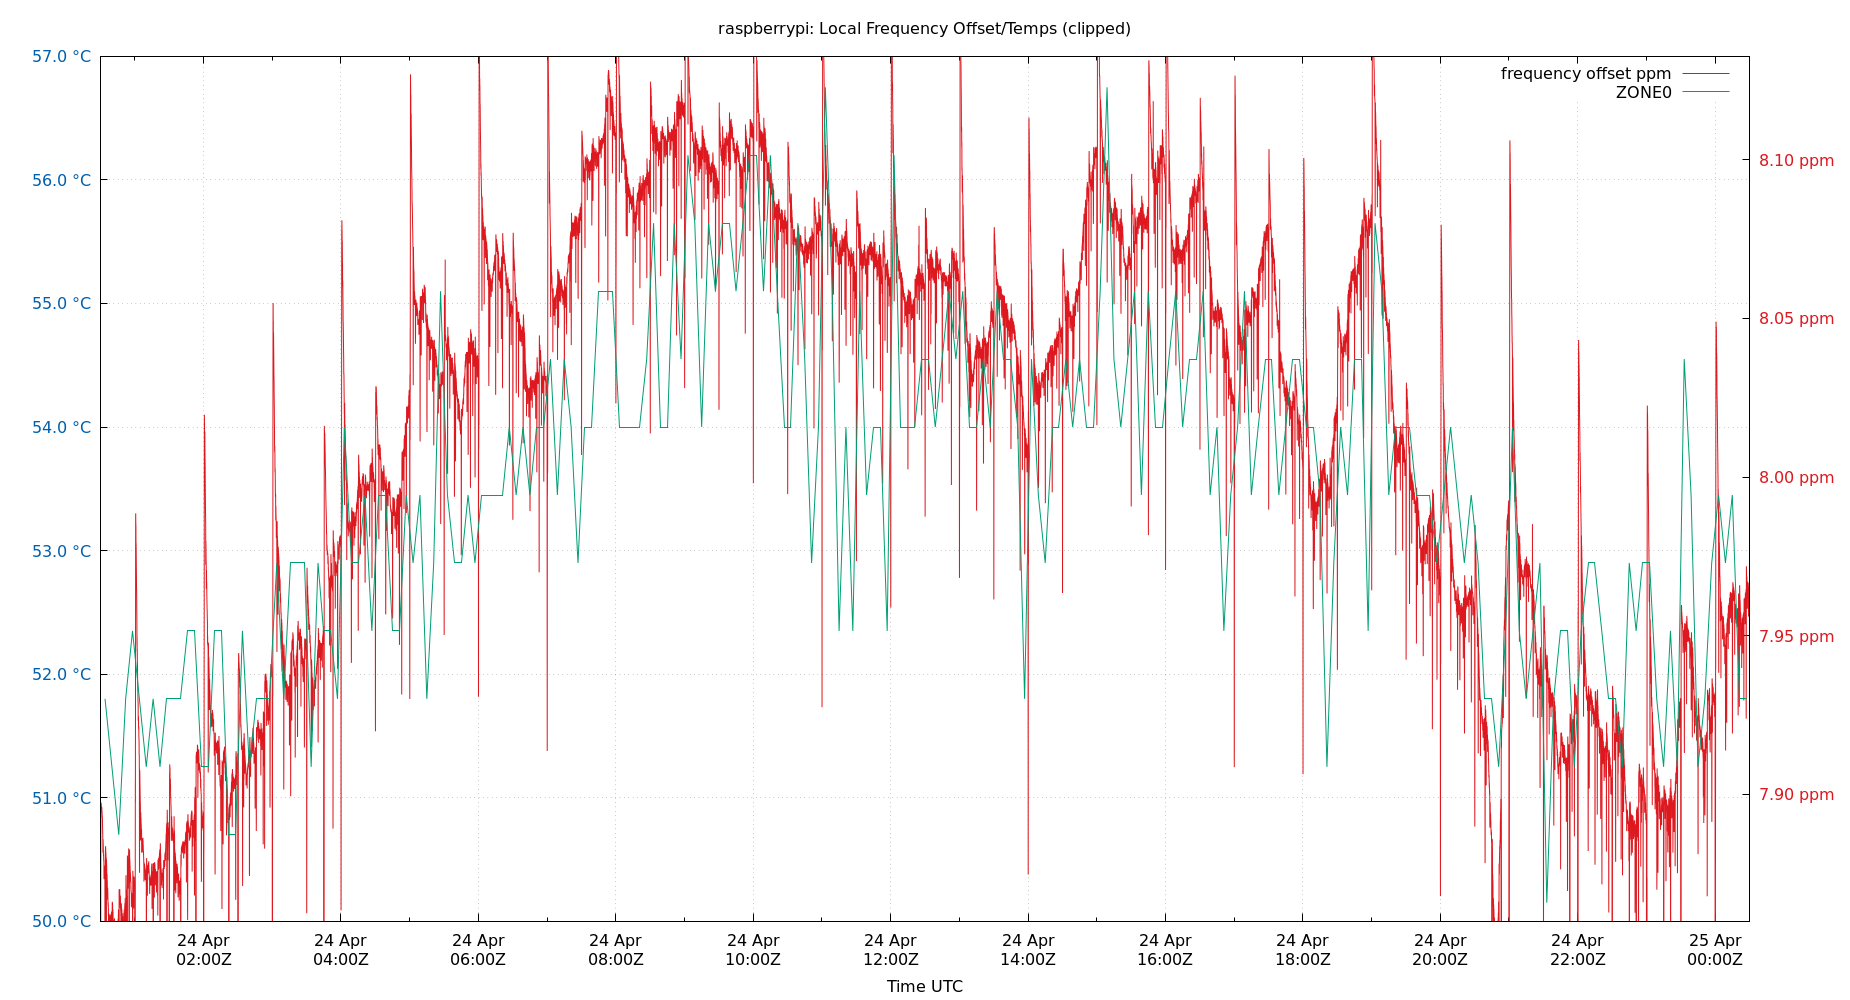 raspberrypi: Local Frequency Offset/Temps (clipped)
frequency offset ppm
ZONE0
57.0 °C
56.0 °C
55.0 °C
54.0 °C
53.0 °C
52.0 °C
51.0 °C
50.0 °C
8.10 ppm
8.05 ppm
8.00 ppm
7.95 ppm
7.90 ppm
24 Apr
02:00Z
24 Apr
04:00Z
24 Apr
06:00Z
24 Apr
08:00Z
24 Apr
10:00Z
24 Apr
12:00Z
24 Apr
14:00Z
24 Apr
16:00Z
24 Apr
18:00Z
24 Apr
20:00Z
24 Apr
22:00Z
25 Apr
00:00Z
Time UTC